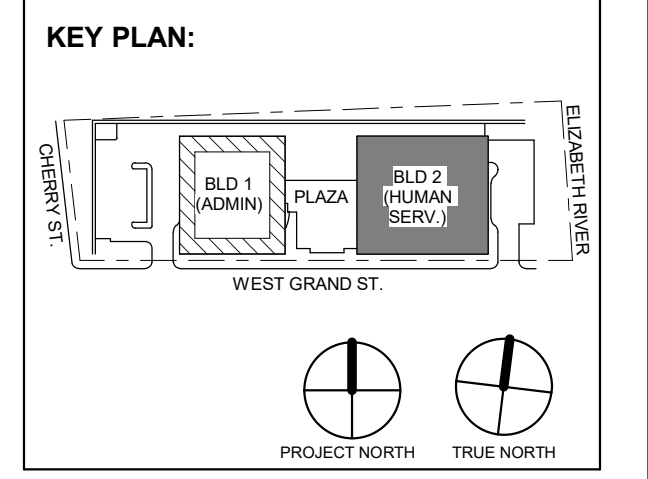 KEY PLAN:
CHERRY ST.
BLD 1
(ADMIN)
PLAZA
BLD 2
(HUMAN
SERV.)
ELIZABETH RIVER
WEST GRAND ST.
PROJECT NORTH
TRUE NORTH